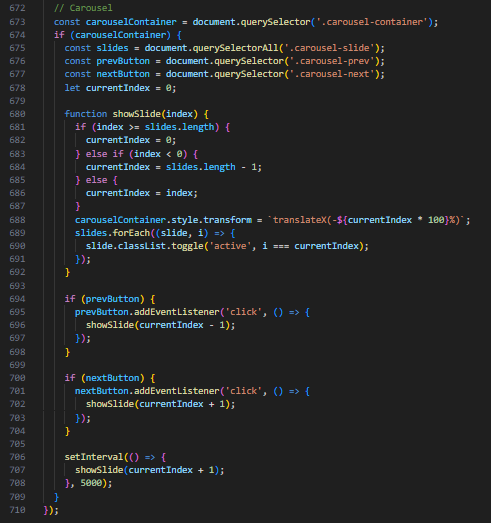 672 // Carousel
673 const carouselContainer = document.querySelector('.carousel-container');
674 if (carouselContainer) {
675 const slides = document.querySelectorAll('.carousel-slide');
676 const prevButton = document.querySelector('.carousel-prev');
677 const nextButton = document.querySelector('.carousel-next');
678 let currentIndex = 0;
679
680 function showSlide(index) {
681 if (index >= slides.length) {
682 currentIndex = 0;
683 } else if (index < 0) {
684 currentIndex = slides.length - 1;
685 } else {
686 currentIndex = index;
687 }
688 carouselContainer.style.transform = `translateX(-${currentIndex * 100}%)`;
689 slides.forEach((slide, i) => {
690 slide.classList.toggle('active', i === currentIndex);
691 });
692 }
693
694 if (prevButton) {
695 prevButton.addEventListener('click', () => {
696 showSlide(currentIndex - 1);
697 });
698 }
699
700 if (nextButton) {
701 nextButton.addEventListener('click', () => {
702 showSlide(currentIndex + 1);
703 });
704 }
705
706 setInterval(() => {
707 showSlide(currentIndex + 1);
708 }, 5000);
709 }
710 });